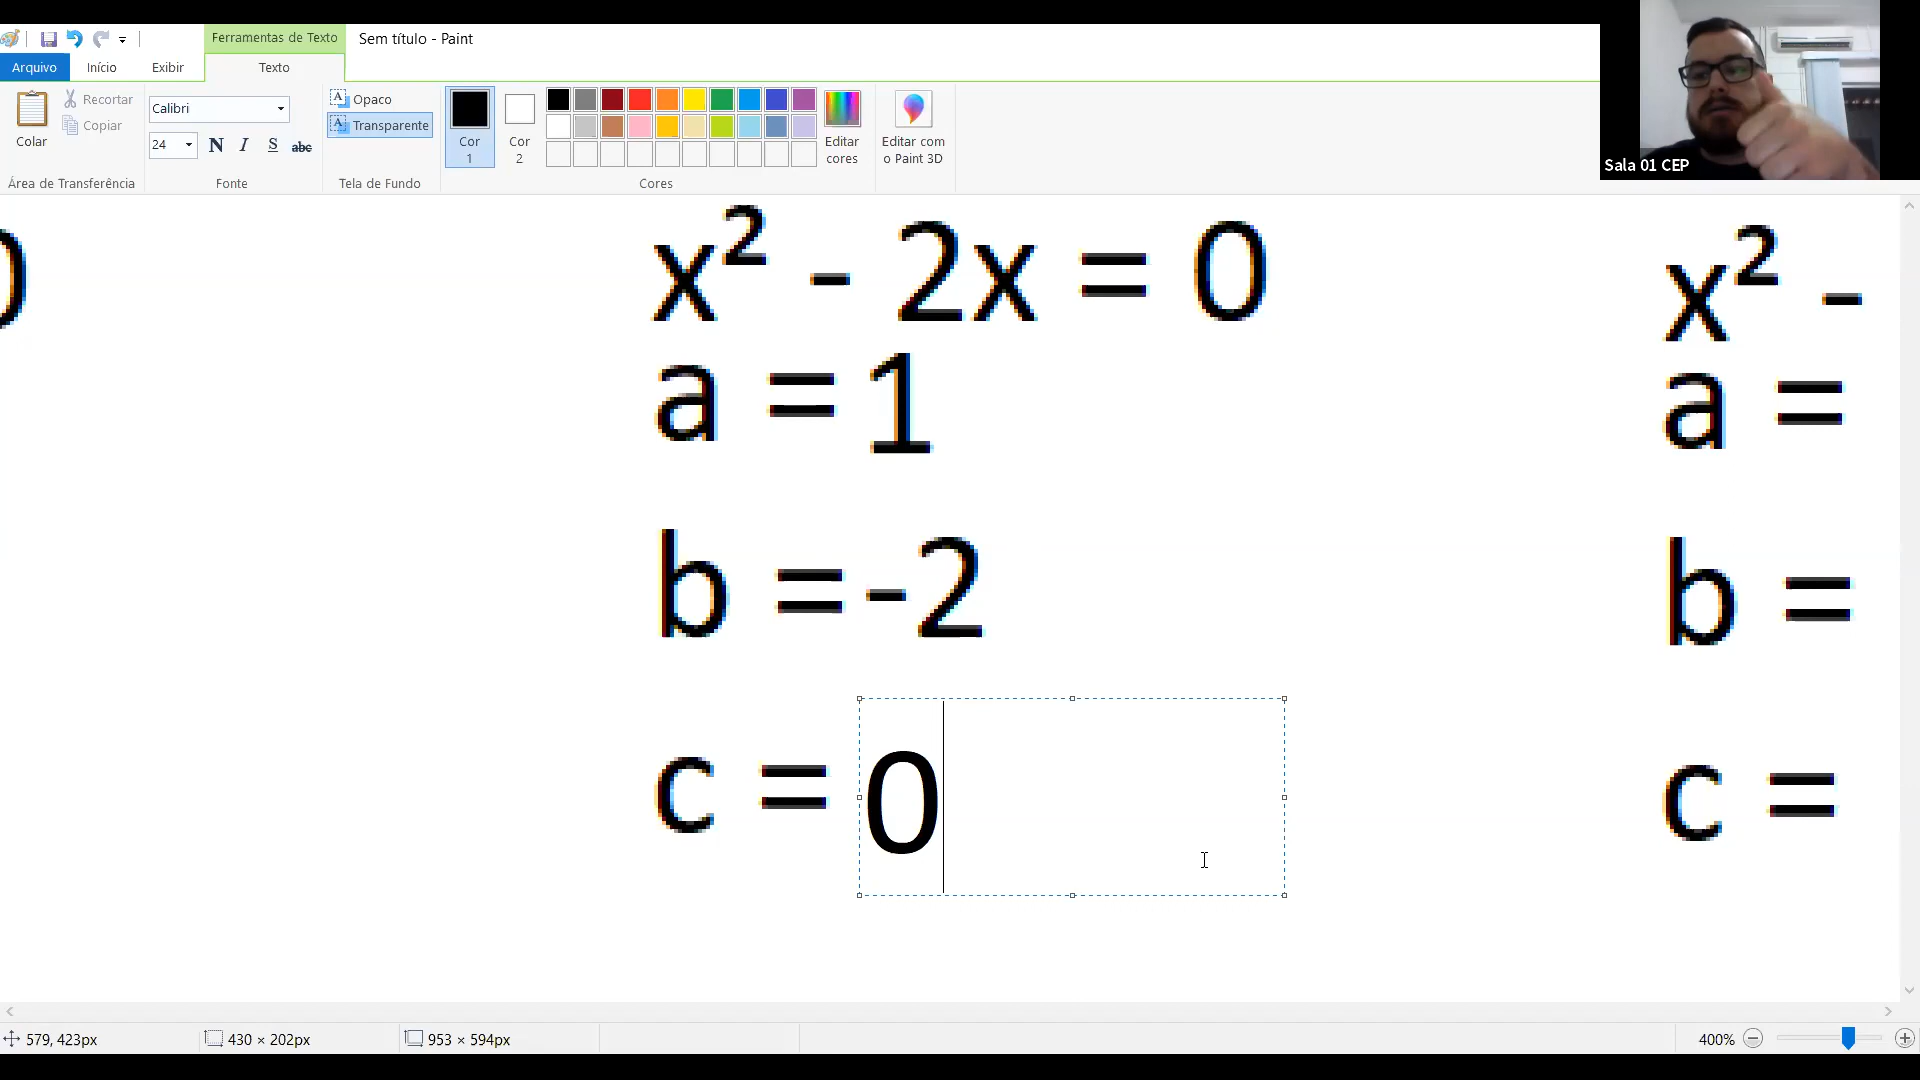 Ferramentas de Texto
Sem título - Paint
Arquivo
Início
Exibir
Texto
Colar
Recortar
Copiar
Área de Transferência
Calibri
24
N I S abc
Fonte
Opaco
Transparente
Tela de Fundo
Cor
1
Cor
2
Editar
cores
Cores
Editar com
o Paint 3D
Sala 01 CEP
x² - 2x = 0
a = 1
b = -2
c = 0
x² -
a =
b =
c =
579, 423px
430 × 202px
953 × 594px
400%